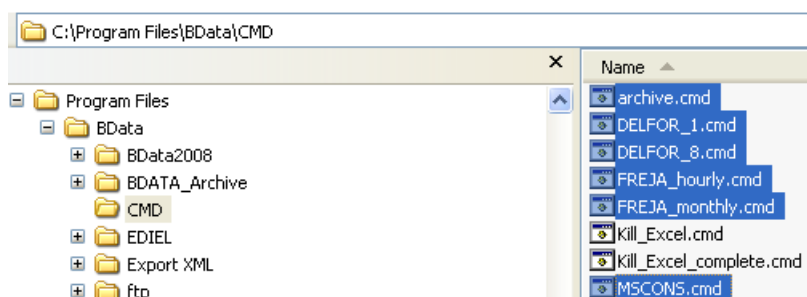 C:\Program Files\BData\CMD
Name
Program Files
BData
BData2008
BDATA_Archive
CMD
EDIEL
Export XML
ftp
archive.cmd
DELFOR_1.cmd
DELFOR_8.cmd
FREJA_hourly.cmd
FREJA_monthly.cmd
Kill_Excel.cmd
Kill_Excel_complete.cmd
MSCONS.cmd